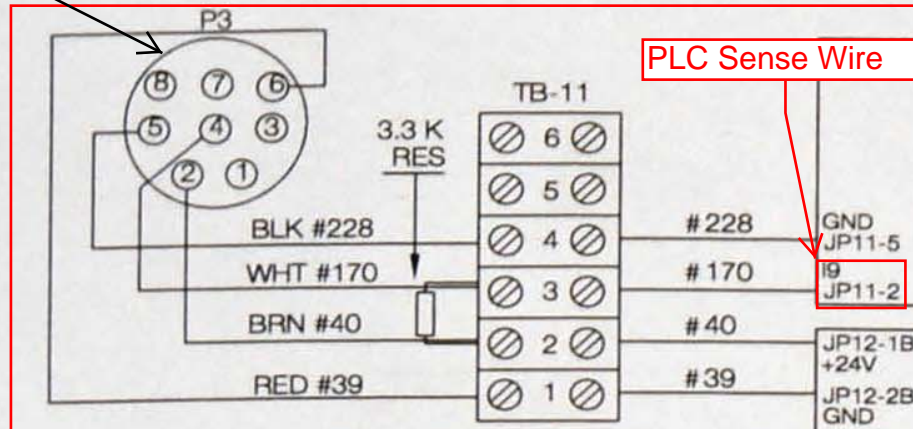 P3
PLC Sense Wire
TB-11
8 7 6
5 4 3
2 1
3.3 K
RES
6
5
BLK #228
4
#228
GND
JP11-5
WHT #170
3
#170
I9
JP11-2
BRN #40
2
#40
JP12-1B
+24V
RED #39
1
#39
JP12-2B
GND